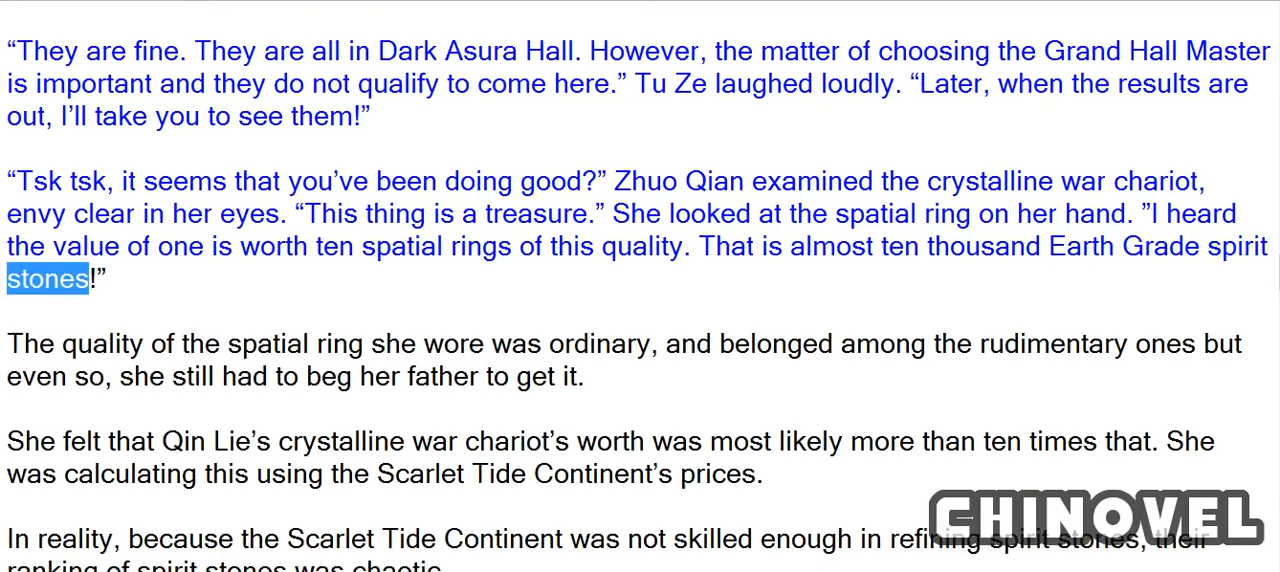 “They are fine. They are all in Dark Asura Hall. However, the matter of choosing the Grand Hall Master
is important and they do not qualify to come here.” Tu Ze laughed loudly. “Later, when the results are
out, I’ll take you to see them!”
“Tsk tsk, it seems that you’ve been doing good?” Zhuo Qian examined the crystalline war chariot,
envy clear in her eyes. “This thing is a treasure.” She looked at the spatial ring on her hand. ”I heard
the value of one is worth ten spatial rings of this quality. That is almost ten thousand Earth Grade spirit
stones!”
The quality of the spatial ring she wore was ordinary, and belonged among the rudimentary ones but
even so, she still had to beg her father to get it.
She felt that Qin Lie’s crystalline war chariot’s worth was most likely more than ten times that. She
was calculating this using the Scarlet Tide Continent’s prices.
In reality, because the Scarlet Tide Continent was not skilled enough in refining spirit stones, their
ranking of spirit stones was chaotic
CHINOVEL